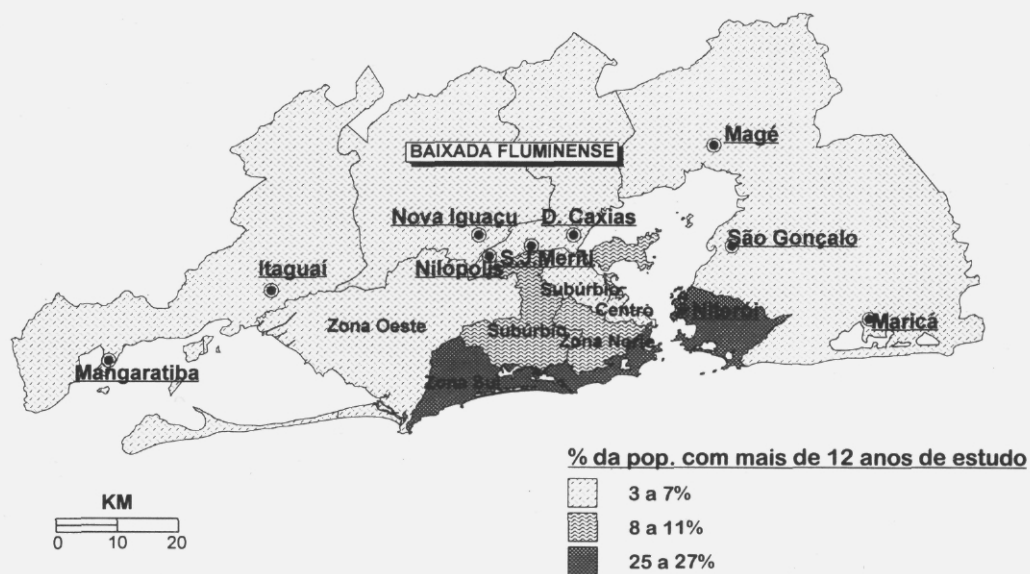 Magé
BAIXADA FLUMINENSE
Nova Iguaçu
D. Caxias
São Gonçalo
Nilópolis
S.J.Meriti
Itaguaí
Subúrbio
Centro
Niterói
Maricá
Zona Oeste
Subúrbio
Zona Norte
Mangaratiba
Zona Sul
% da pop. com mais de 12 anos de estudo
3 a 7%
8 a 11%
25 a 27%
KM
0 10 20